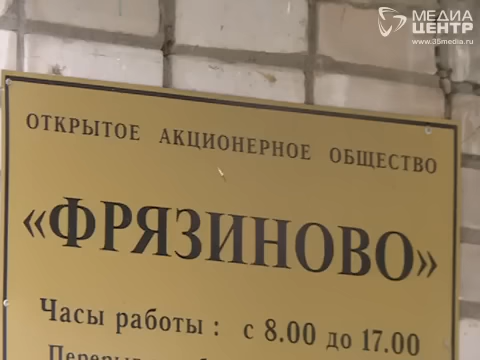 МЕДИА
ЦЕНТР
www.35media.ru
ОТКРЫТОЕ АКЦИОНЕРНОЕ ОБЩЕСТВО
«ФРЯЗИНОВО»
Часы работы : с 8.00 до 17.00